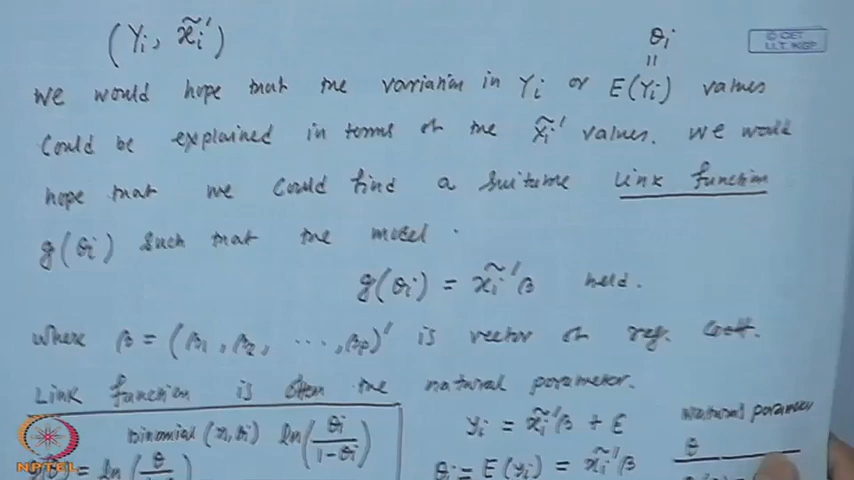 (Yi, x̃i')
θi
||
© CET
I.I.T. KGP
we would hope that the variation in Yi or E(Yi) values
could be explained in terms of the x̃i' values. we would
hope that we could find a suitable Link function
g(θi) such that the model
g(θi) = x̃i'β held.
where β = (β1, β2, ..., βp)' is vector of reg. coeff.
Link function is often the natural parameter.
Binomial (n, θi) ln(θi/1-θi)
yi = x̃i'β + ε
Natural parameter
θ
θi = E(yi) = x̃i'β
NPTEL